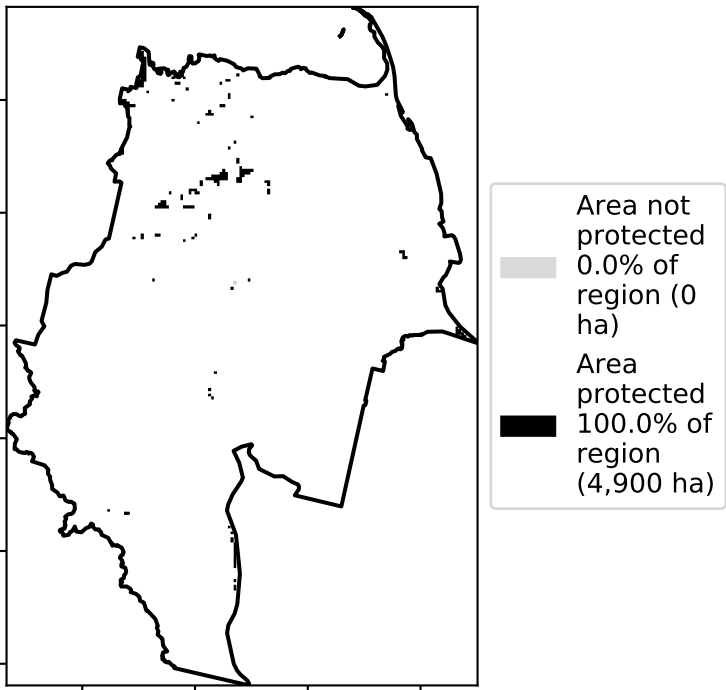 Area not
protected
0.0% of
region (0
ha)
Area
protected
100.0% of
region
(4,900 ha)